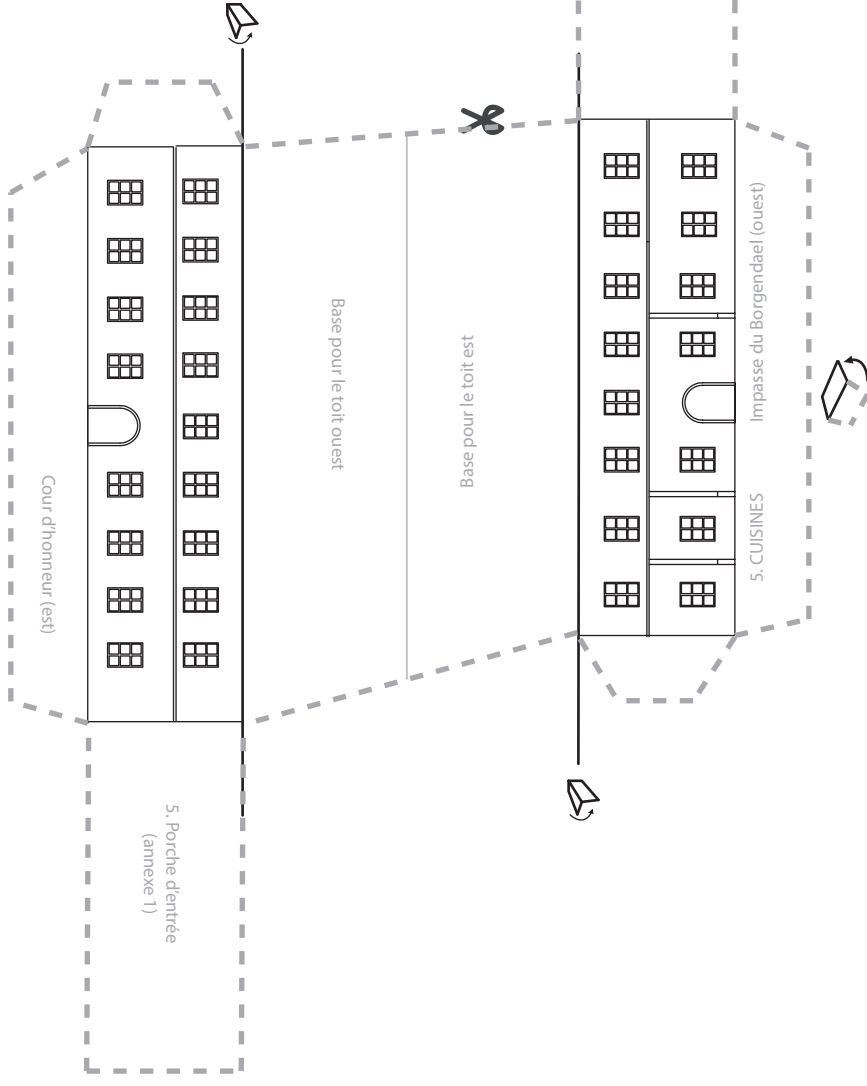 Impasse du Borgendael (ouest)
5. CUISINES
Base pour le toit est
Base pour le toit ouest
Cour d'honneur (est)
5. Porche d'entrée
(annexe 1)